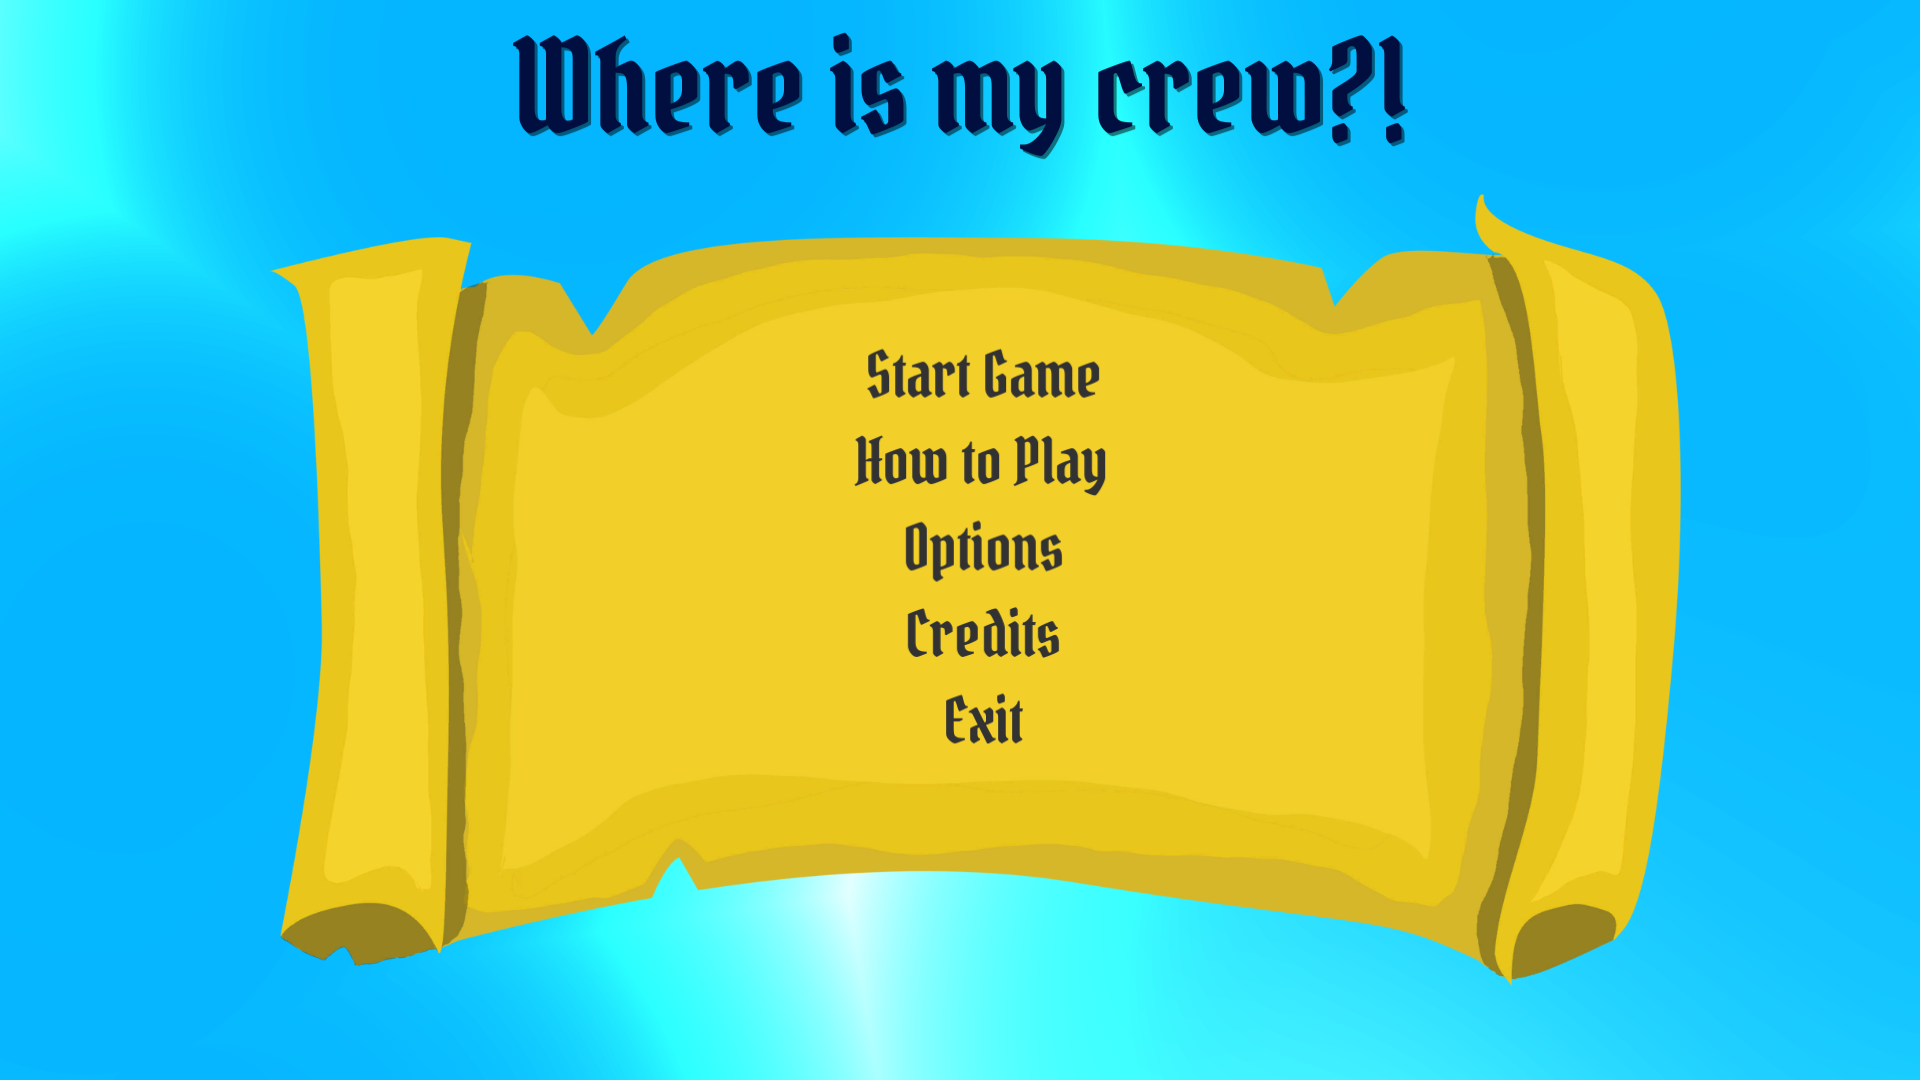 Where is my crew?!
Start Game
How to Play
Options
Credits
Exit